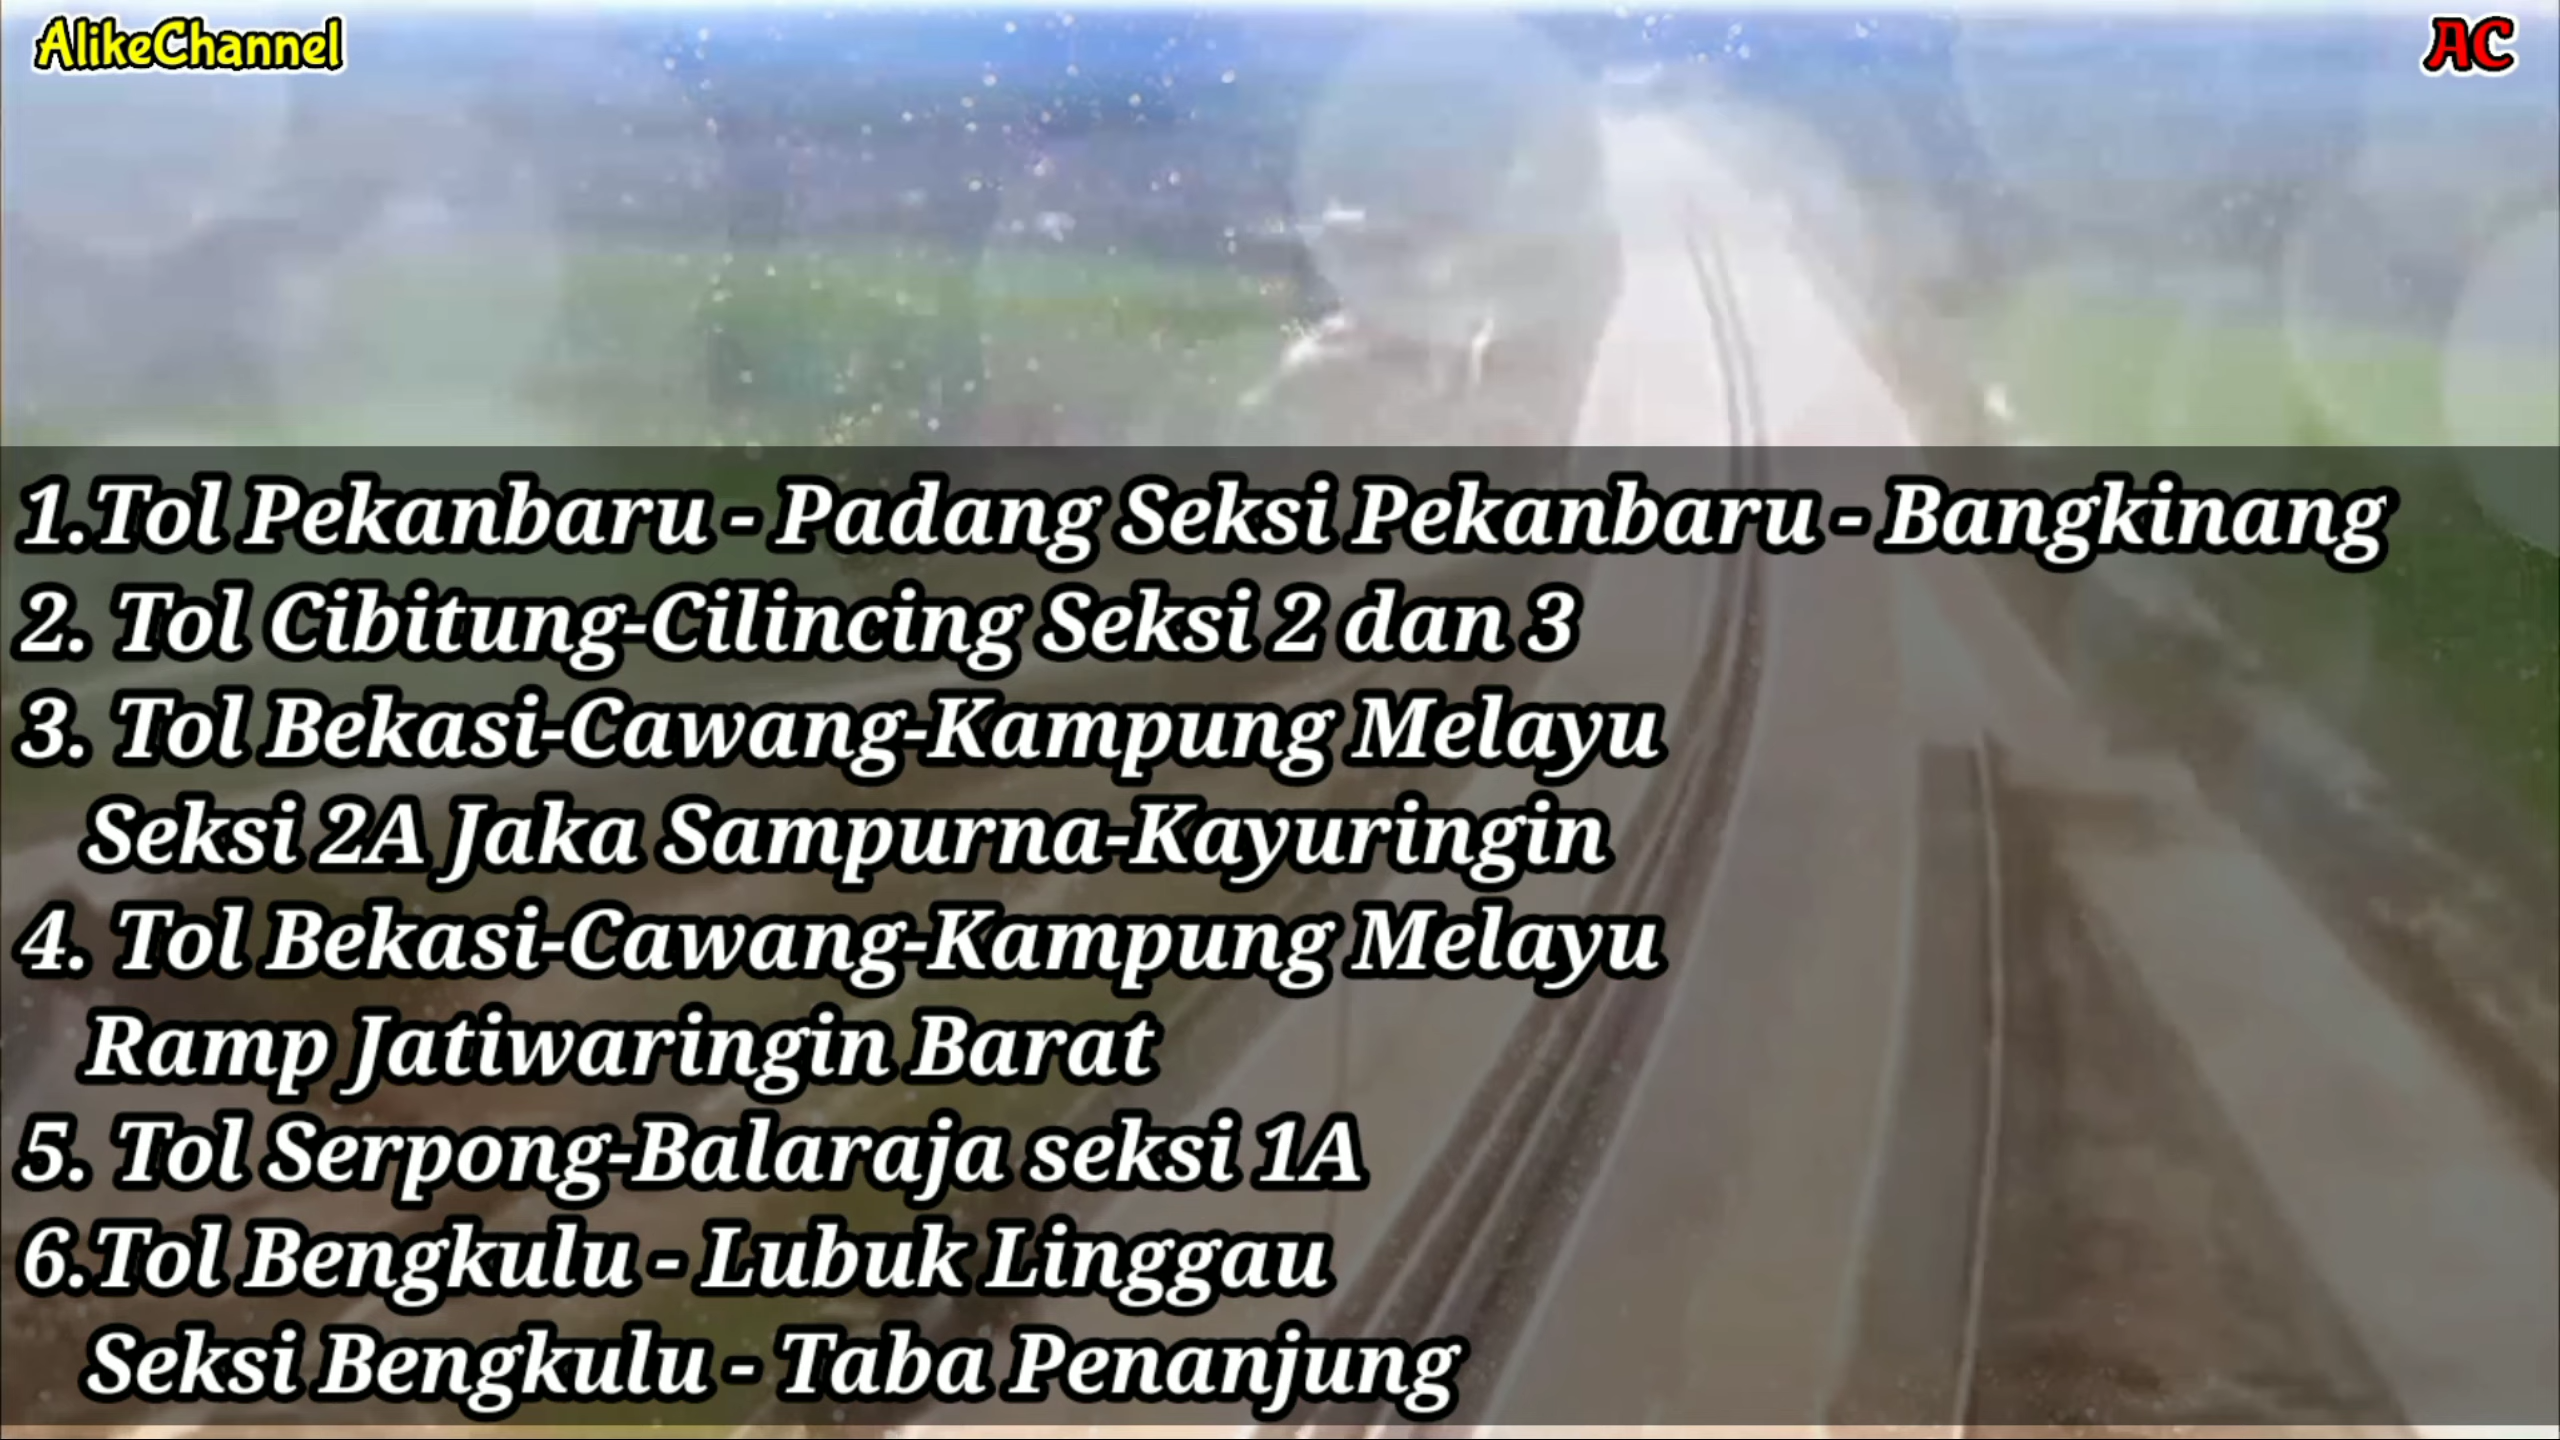 AlikeChannel
AC
1.Tol Pekanbaru - Padang Seksi Pekanbaru - Bangkinang
2. Tol Cibitung-Cilincing Seksi 2 dan 3
3. Tol Bekasi-Cawang-Kampung Melayu
Seksi 2A Jaka Sampurna-Kayuringin
4. Tol Bekasi-Cawang-Kampung Melayu
Ramp Jatiwaringin Barat
5. Tol Serpong-Balaraja seksi 1A
6.Tol Bengkulu - Lubuk Linggau
Seksi Bengkulu - Taba Penanjung